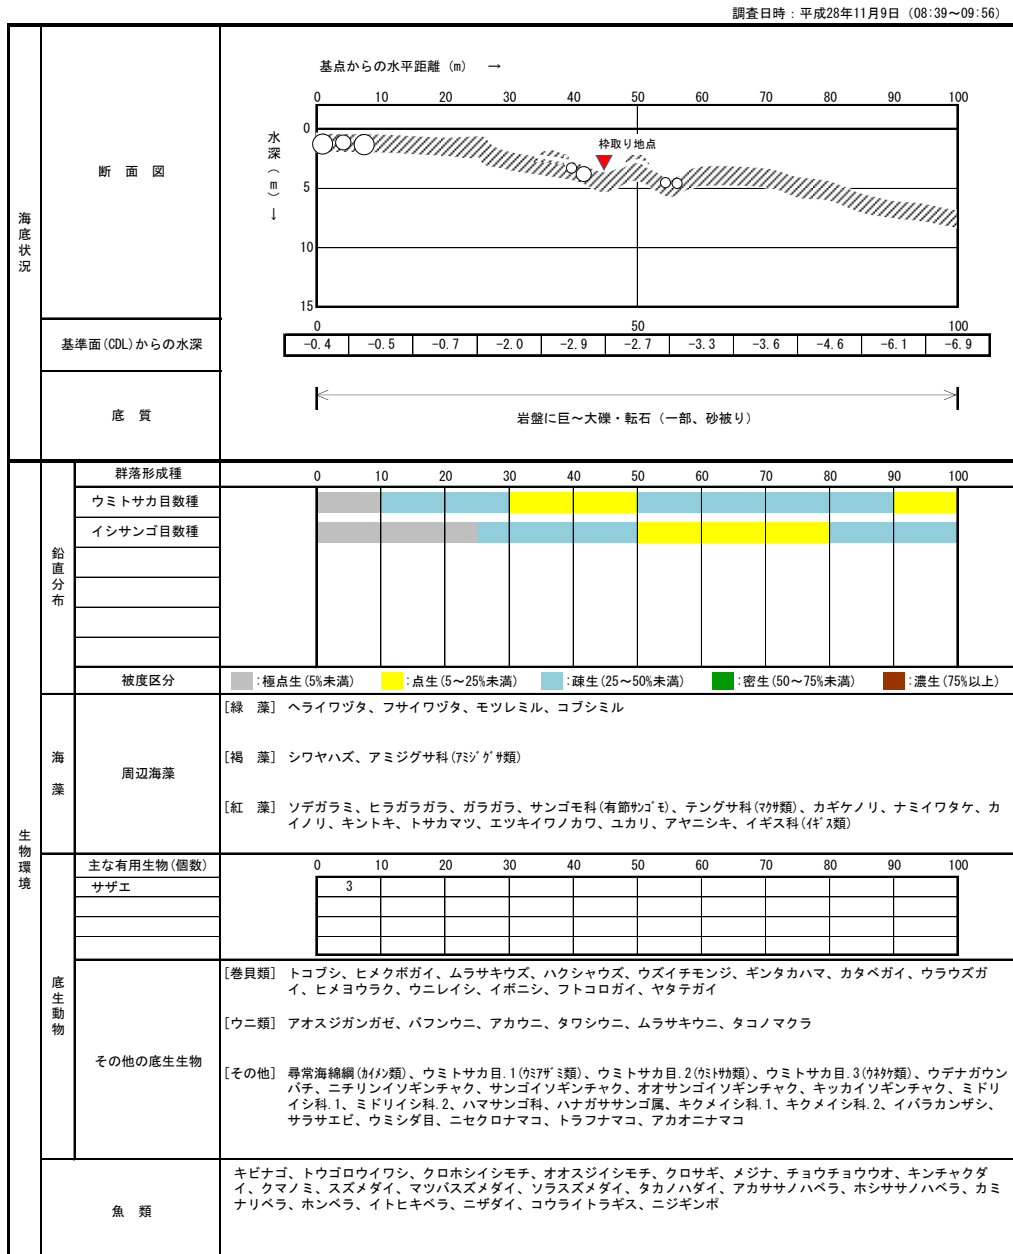 調査日時：平成28年11月9日（08:39～09:56）
海底状況
断　面　図
基点からの水平距離（m）　→
0 10 20 30 40 50 60 70 80 90 100
水深（m）→
0
5
10
15
枠取り地点
基準面(CDL)からの水深
0 50 100
-0.4 -0.5 -0.7 -2.0 -2.9 -2.7 -3.3 -3.6 -4.6 -6.1 -6.9
底　質
岩盤に巨～大礫・転石（一部、砂被り）
生物環境
鉛直分布
群落形成種
0 10 20 30 40 50 60 70 80 90 100
ウミトサカ目数種
イシサンゴ目数種
被度区分
:極点生(5%未満) :点生(5～25%未満) :疎生(25～50%未満) :密生(50～75%未満) :濃生(75%以上)
海藻
周辺海藻
[緑　藻]　ヘライワヅタ、フサイワヅタ、モツレミル、コブシミル
[褐　藻]　シワヤハズ、アミジグサ科(ｱﾐｼﾞｸﾞｻ類)
[紅　藻]　ソデガラミ、ヒラガラガラ、ガラガラ、サンゴモ科(有節ｻﾝｺﾞﾓ)、テングサ科(ﾏｸｻ類)、カギケノリ、ナミイワタケ、カ
イノリ、キントキ、トサカマツ、エツキイワノカワ、ユカリ、アヤニシキ、イギス科(ｲｷﾞｽ類)
底生動物
主な有用生物(個数)
0 10 20 30 40 50 60 70 80 90 100
サザエ 3
その他の底生生物
[巻貝類]　トコブシ、ヒメクボガイ、ムラサキウズ、ハクシャウズ、ウズイチモンジ、ギンタカハマ、カタベガイ、ウラウズガ
イ、ヒメヨウラク、ウニレイシ、イボニシ、フトコロガイ、ヤタテガイ
[ウニ類]　アオスジガンガゼ、バフンウニ、アカウニ、タワシウニ、ムラサキウニ、タコノマクラ
[その他]　尋常海綿綱(ｶｲﾒﾝ類)、ウミトサカ目.1(ｳﾐｱｻﾞﾐ類)、ウミトサカ目.2(ｳﾐﾄｻｶ類)、ウミトサカ目.3(ｳﾈﾀｹ類)、ウデナガウン
バチ、ニチリンイソギンチャク、サンゴイソギンチャク、オオサンゴイソギンチャク、キッカイソギンチャク、ミドリ
イシ科.1、ミドリイシ科.2、ハマサンゴ科、ハナガササンゴ属、キクメイシ科.1、キクメイシ科.2、イバラカンザシ、
サラサエビ、ウミシダ目、ニセクロナマコ、トラフナマコ、アカオニナマコ
魚　類
キビナゴ、トウゴロウイワシ、クロホシイシモチ、オオスジイシモチ、クロサギ、メジナ、チョウチョウウオ、キンチャクダ
イ、クマノミ、スズメダイ、マツバスズメダイ、ソラスズメダイ、タカノハダイ、アカササノハベラ、ホシササノハベラ、カミ
ナリベラ、ホンベラ、イトヒキベラ、ニザダイ、コウライトラギス、ニジギンポ